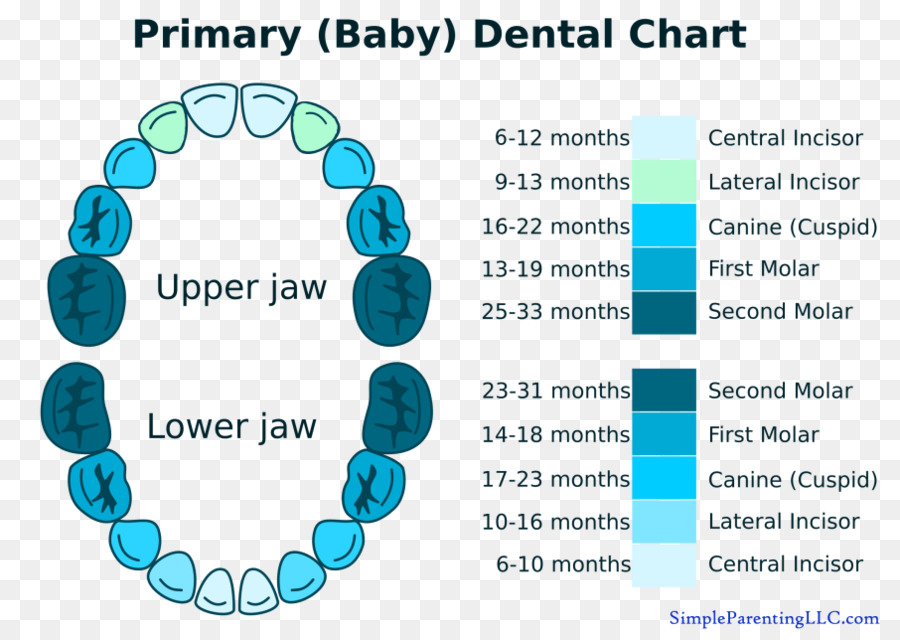 Primary (Baby) Dental Chart
Upper jaw
Lower jaw
6-12 months Central Incisor
9-13 months Lateral Incisor
16-22 months Canine (Cuspid)
13-19 months First Molar
25-33 months Second Molar
23-31 months Second Molar
14-18 months First Molar
17-23 months Canine (Cuspid)
10-16 months Lateral Incisor
6-10 months Central Incisor
SimpleParentingLLC.com